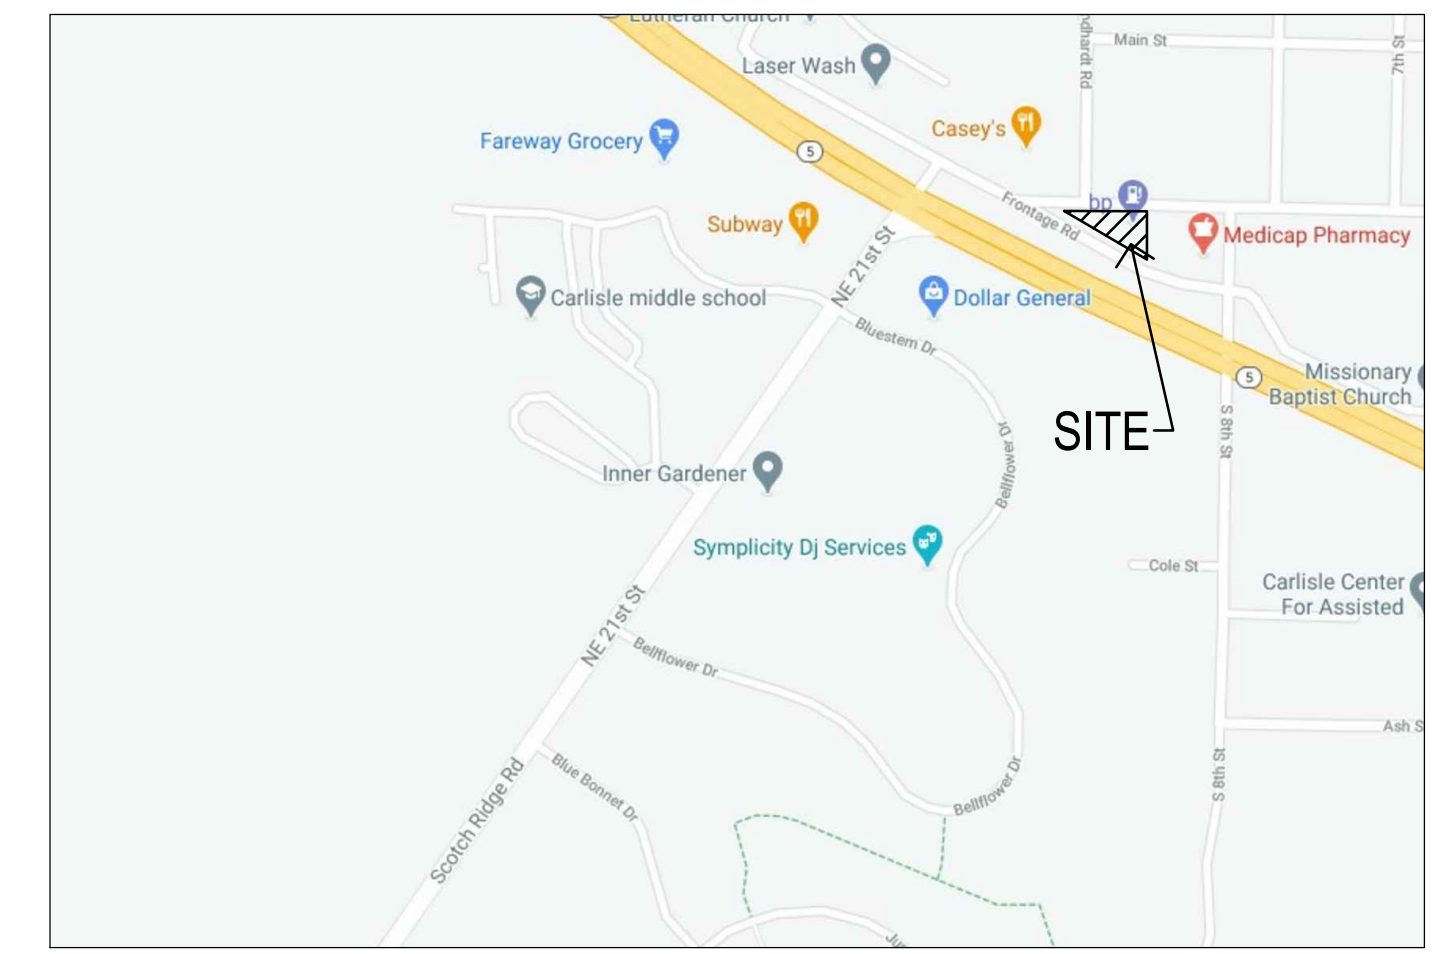 Lutheran Church
Main St
7th St
Laser Wash
Casey's
Fareway Grocery
5
bp
Frontage Rd
Subway
Medicap Pharmacy
NE 21st St
Carlisle middle school
Dollar General
Bluestem Dr
Missionary
Baptist Church
5
SITE
S 8th St
Bellflower Dr
Inner Gardener
Symplicity Dj Services
Cole St
Carlisle Center
For Assisted
NE 21st St
Bellflower Dr
Ash S
S 8th St
Blue Bonnet Dr
Bellflower Dr
Scotch Ridge Rd